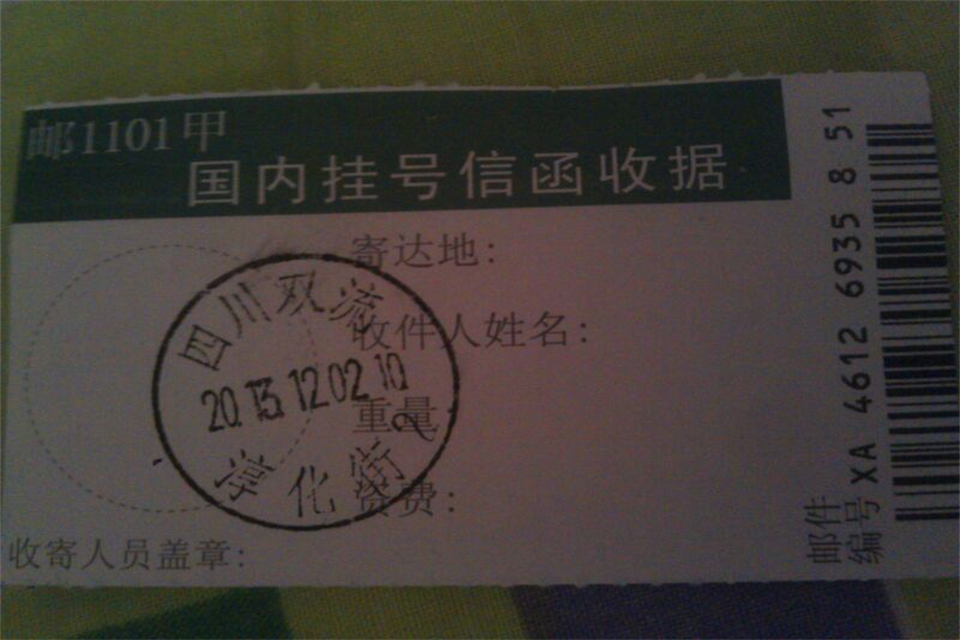 邮1101甲
国内挂号信函收据
寄达地:
收件人姓名:
重量
资费:
收寄人员盖章:
四川双流
2013.12.02.10
淳化街2
邮件编号 XA 4612 6935 8 51